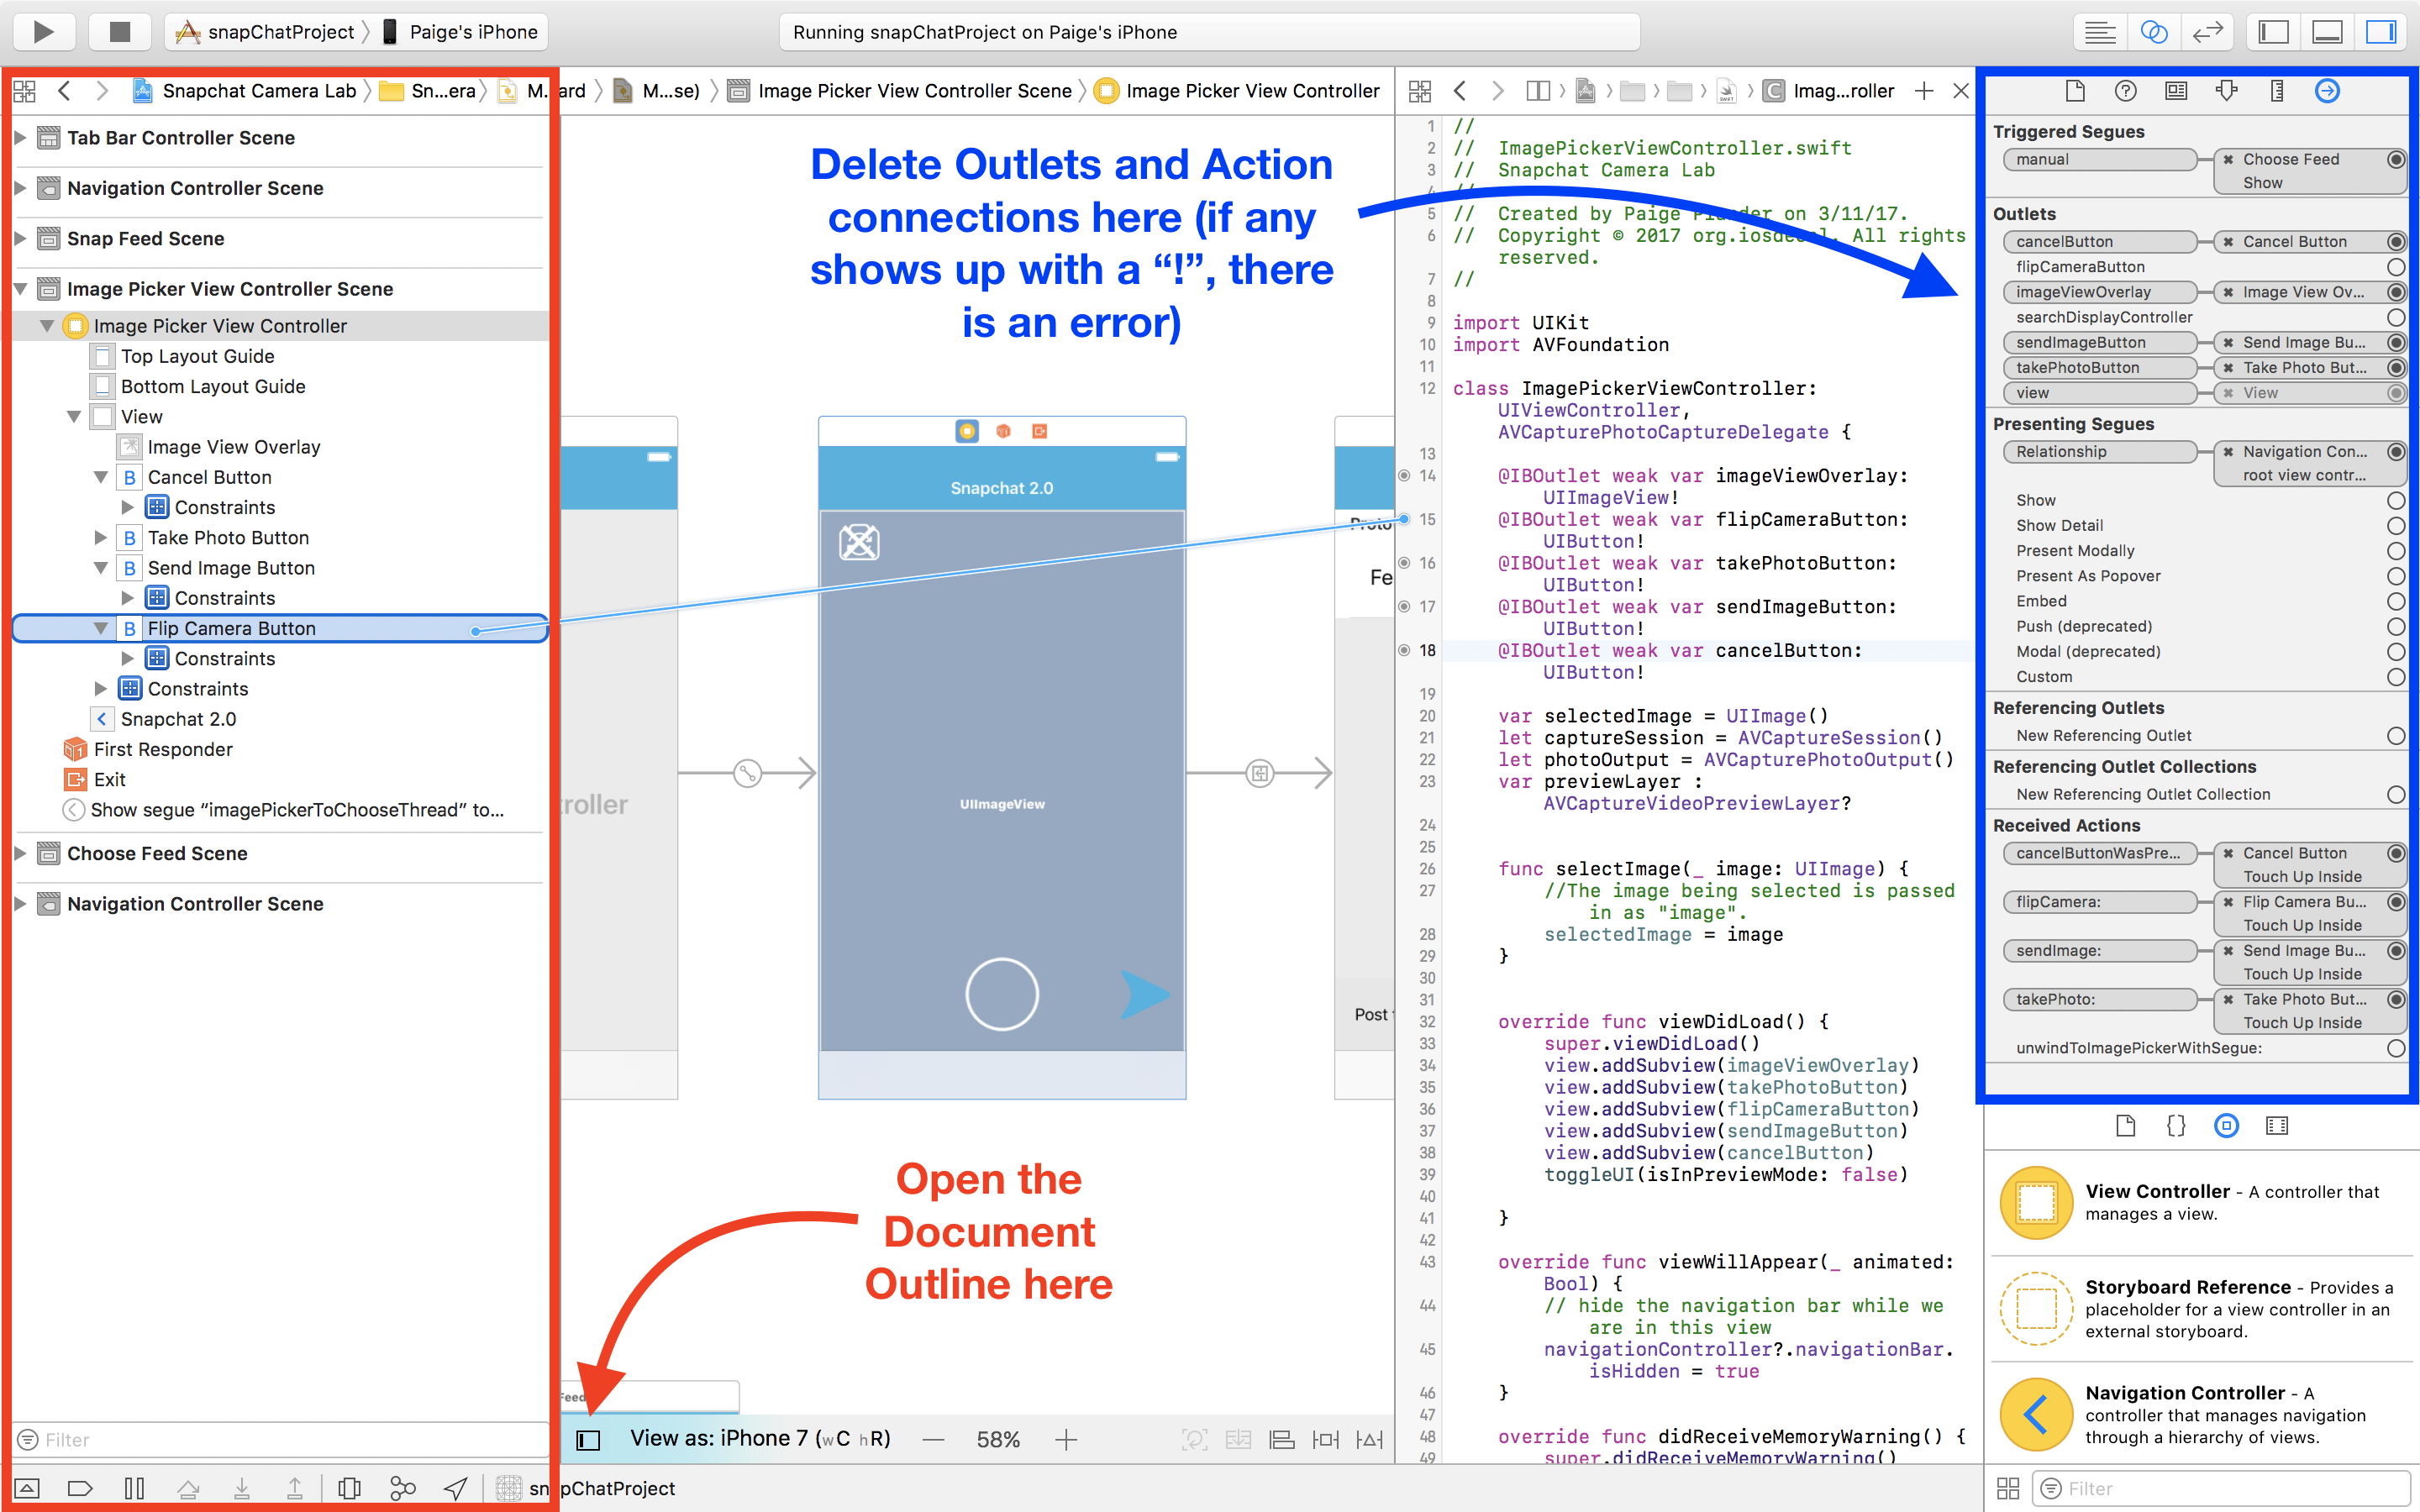 snapChatProject
Paige's iPhone
Running snapChatProject on Paige's iPhone
Snapchat Camera Lab
Sn...era
M...ard
M...se)
Image Picker View Controller Scene
Image Picker View Controller
Tab Bar Controller Scene
Navigation Controller Scene
Snap Feed Scene
Image Picker View Controller Scene
Image Picker View Controller
Top Layout Guide
Bottom Layout Guide
View
Image View Overlay
B Cancel Button
Constraints
B Take Photo Button
B Send Image Button
Constraints
B Flip Camera Button
Constraints
Constraints
Snapchat 2.0
First Responder
Exit
Show segue “imagePickerToChooseThread” to...
Choose Feed Scene
Navigation Controller Scene
Filter
Delete Outlets and Action
connections here (if any
shows up with a “!”, there
is an error)
Snapchat 2.0
UIImageView
roller
Proto
Fe
Post
Open the
Document
Outline here
Feed
View as: iPhone 7 (wC hR)
58%
snapChatProject
C Imag...roller
1 //
2 // ImagePickerViewController.swift
3 // Snapchat Camera Lab
4 //
5 // Created by Paige on 3/11/17.
6 // Copyright © 2017 All rights
reserved.
7 //
8
9 import UIKit
10 import AVFoundation
11
12 class ImagePickerViewController:
UIViewController,
AVCapturePhotoCaptureDelegate {
13
14 @IBOutlet weak var imageViewOverlay:
UIImageView!
15 @IBOutlet weak var flipCameraButton:
UIButton!
16 @IBOutlet weak var takePhotoButton:
UIButton!
17 @IBOutlet weak var sendImageButton:
UIButton!
18 @IBOutlet weak var cancelButton:
UIButton!
19
20 var selectedImage = UIImage()
21 let captureSession = AVCaptureSession()
22 let photoOutput = AVCapturePhotoOutput()
23 var previewLayer :
AVCaptureVideoPreviewLayer?
24
25
26 func selectImage(_ image: UIImage) {
27 //The image being selected is passed
in as "image".
28 selectedImage = image
29 }
30
31
32 override func viewDidLoad() {
33 super.viewDidLoad()
34 view.addSubview(imageViewOverlay)
35 view.addSubview(takePhotoButton)
36 view.addSubview(flipCameraButton)
37 view.addSubview(sendImageButton)
38 view.addSubview(cancelButton)
39 toggleUI(isInPreviewMode: false)
40
41 }
42
43 override func viewWillAppear(_ animated:
Bool) {
44 // hide the navigation bar while we
are in this view
45 navigationController?.navigationBar.
isHidden = true
46 }
47
48 override func didReceiveMemoryWarning() {
49 super.didReceiveMemoryWarning()
Triggered Segues
manual
Choose Feed
Show
Outlets
cancelButton
Cancel Button
flipCameraButton
imageViewOverlay
Image View Ov...
searchDisplayController
sendImageButton
Send Image Bu...
takePhotoButton
Take Photo But...
view
View
Presenting Segues
Relationship
Navigation Con...
root view contr...
Show
Show Detail
Present Modally
Present As Popover
Embed
Push (deprecated)
Modal (deprecated)
Custom
Referencing Outlets
New Referencing Outlet
Referencing Outlet Collections
New Referencing Outlet Collection
Received Actions
cancelButtonWasPre...
Cancel Button
Touch Up Inside
flipCamera:
Flip Camera Bu...
Touch Up Inside
sendImage:
Send Image Bu...
Touch Up Inside
takePhoto:
Take Photo But...
Touch Up Inside
unwindToImagePickerWithSegue:
View Controller - A controller that
manages a view.
Storyboard Reference - Provides a
placeholder for a view controller in an
external storyboard.
Navigation Controller - A
controller that manages navigation
through a hierarchy of views.
Filter